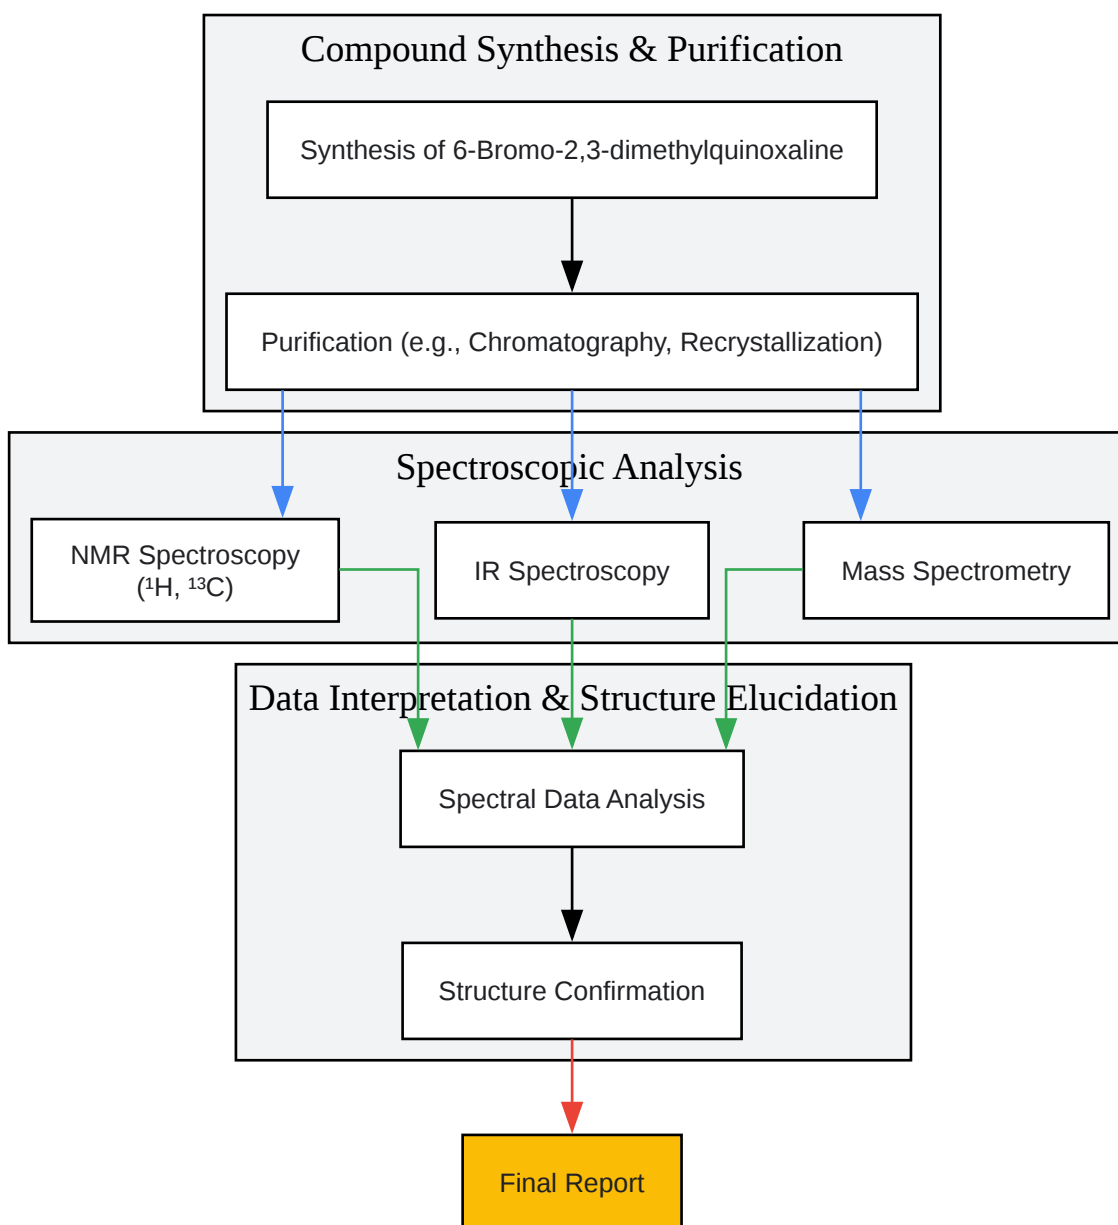 Compound Synthesis & Purification
Synthesis of 6-Bromo-2,3-dimethylquinoxaline
Purification (e.g., Chromatography, Recrystallization)
Spectroscopic Analysis
NMR Spectroscopy
(¹H, ¹³C)
IR Spectroscopy
Mass Spectrometry
Data Interpretation & Structure Elucidation
Spectral Data Analysis
Structure Confirmation
Final Report